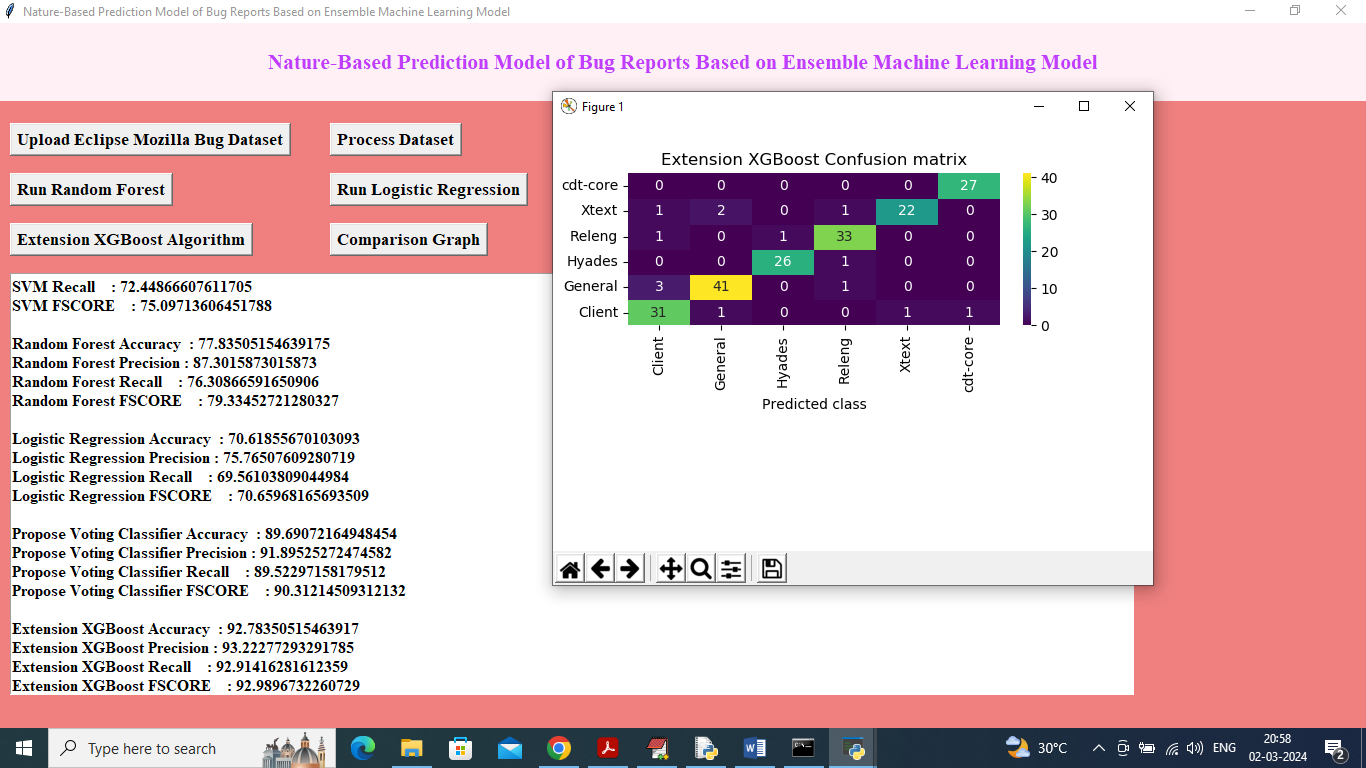 Nature-Based Prediction Model of Bug Reports Based on Ensemble Machine Learning Model
Nature-Based Prediction Model of Bug Reports Based on Ensemble Machine Learning Model
Upload Eclipse Mozilla Bug Dataset
Process Dataset
Run Random Forest
Run Logistic Regression
Extension XGBoost Algorithm
Comparison Graph
SVM Recall : 72.44866607611705
SVM FSCORE : 75.09713606451788
Random Forest Accuracy : 77.83505154639175
Random Forest Precision : 87.3015873015873
Random Forest Recall : 76.30866591650906
Random Forest FSCORE : 79.33452721280327
Logistic Regression Accuracy : 70.61855670103093
Logistic Regression Precision : 75.76507609280719
Logistic Regression Recall : 69.56103809044984
Logistic Regression FSCORE : 70.65968165693509
Propose Voting Classifier Accuracy : 89.69072164948454
Propose Voting Classifier Precision : 91.89525272474582
Propose Voting Classifier Recall : 89.52297158179512
Propose Voting Classifier FSCORE : 90.31214509312132
Extension XGBoost Accuracy : 92.78350515463917
Extension XGBoost Precision : 93.22277293291785
Extension XGBoost Recall : 92.91416281612359
Extension XGBoost FSCORE : 92.9896732260729
Figure 1
Extension XGBoost Confusion matrix
cdt-core 0 0 0 0 0 27
Xtext 1 2 0 1 22 0
Releng 1 0 1 33 0 0
Hyades 0 0 26 1 0 0
General 3 41 0 1 0 0
Client 31 1 0 0 1 1
40
30
20
10
0
Client
General
Hyades
Releng
Xtext
cdt-core
Predicted class
Type here to search
30°C
ENG
20:58
02-03-2024
2